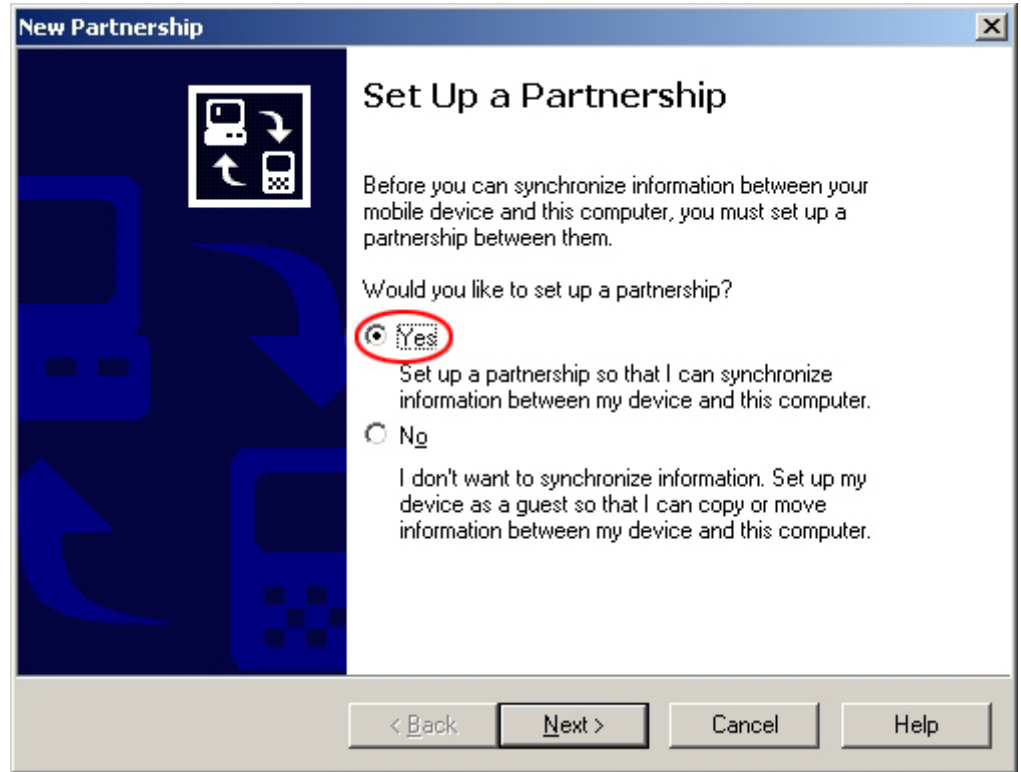 New Partnership
Set Up a Partnership
Before you can synchronize information between your
mobile device and this computer, you must set up a
partnership between them.
Would you like to set up a partnership?
Yes
Set up a partnership so that I can synchronize
information between my device and this computer.
No
I don't want to synchronize information. Set up my
device as a guest so that I can copy or move
information between my device and this computer.
< Back Next > Cancel Help